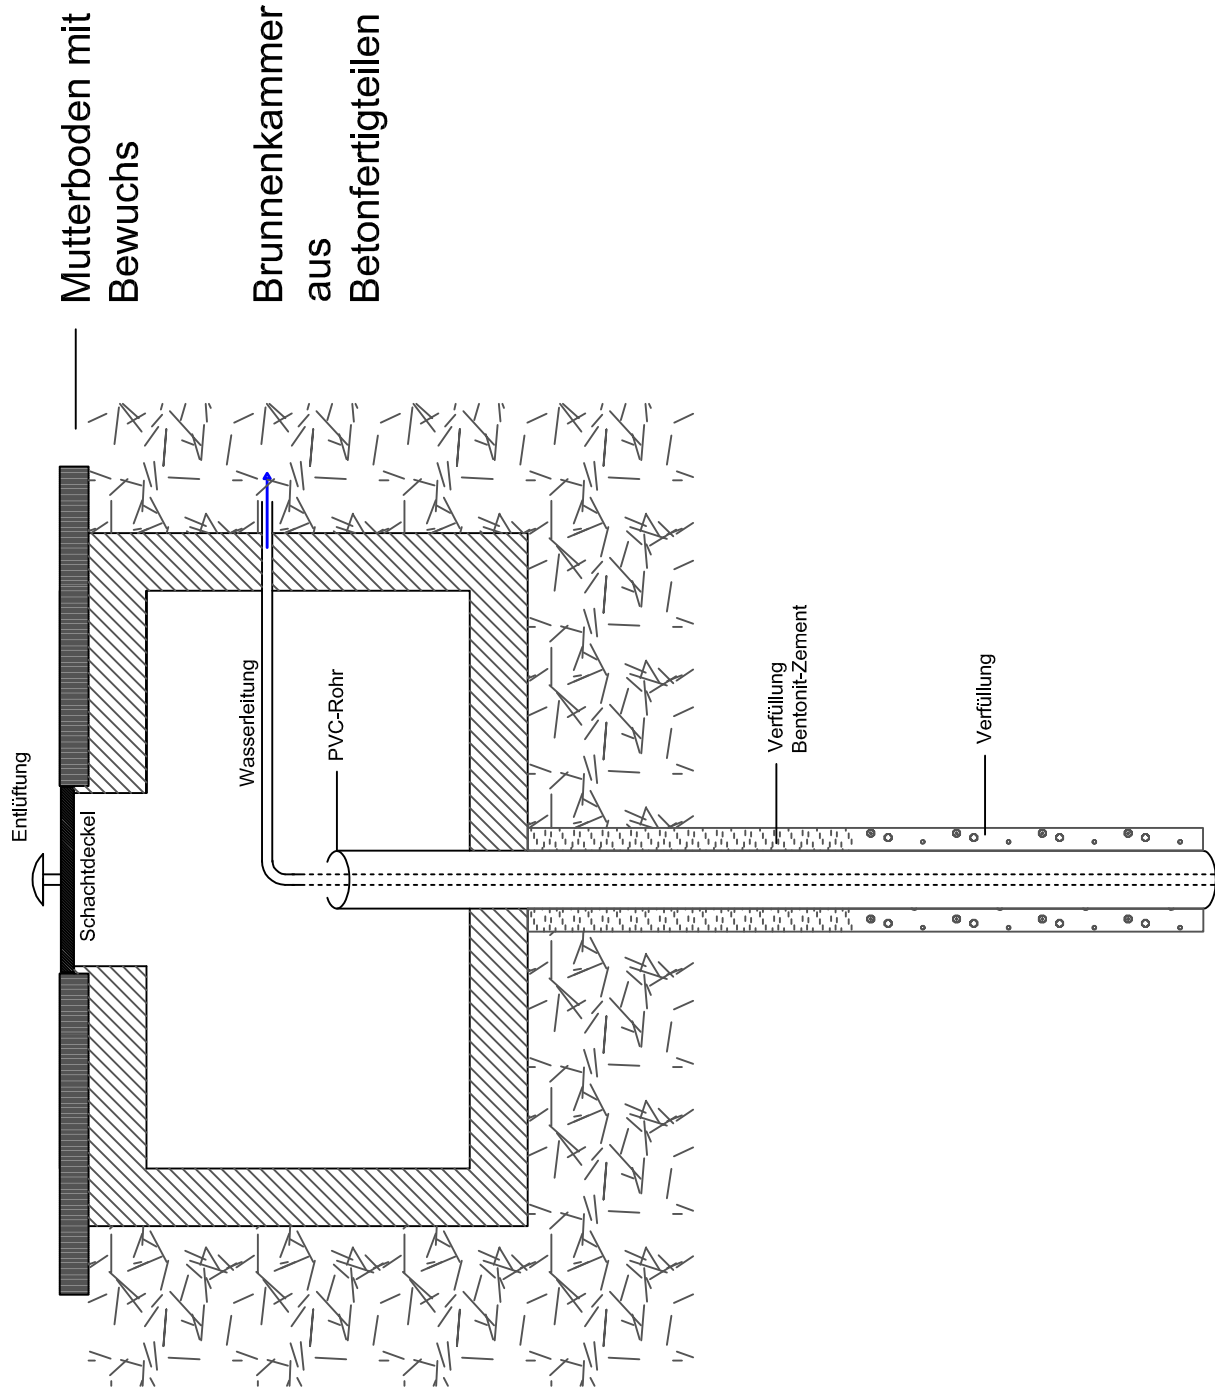 Mutterboden mit
Bewuchs
Brunnenkammer
aus
Betonfertigteilen
Entlüftung
Schachtdeckel
Wasserleitung
PVC-Rohr
Verfüllung
Bentonit-Zement
Verfüllung